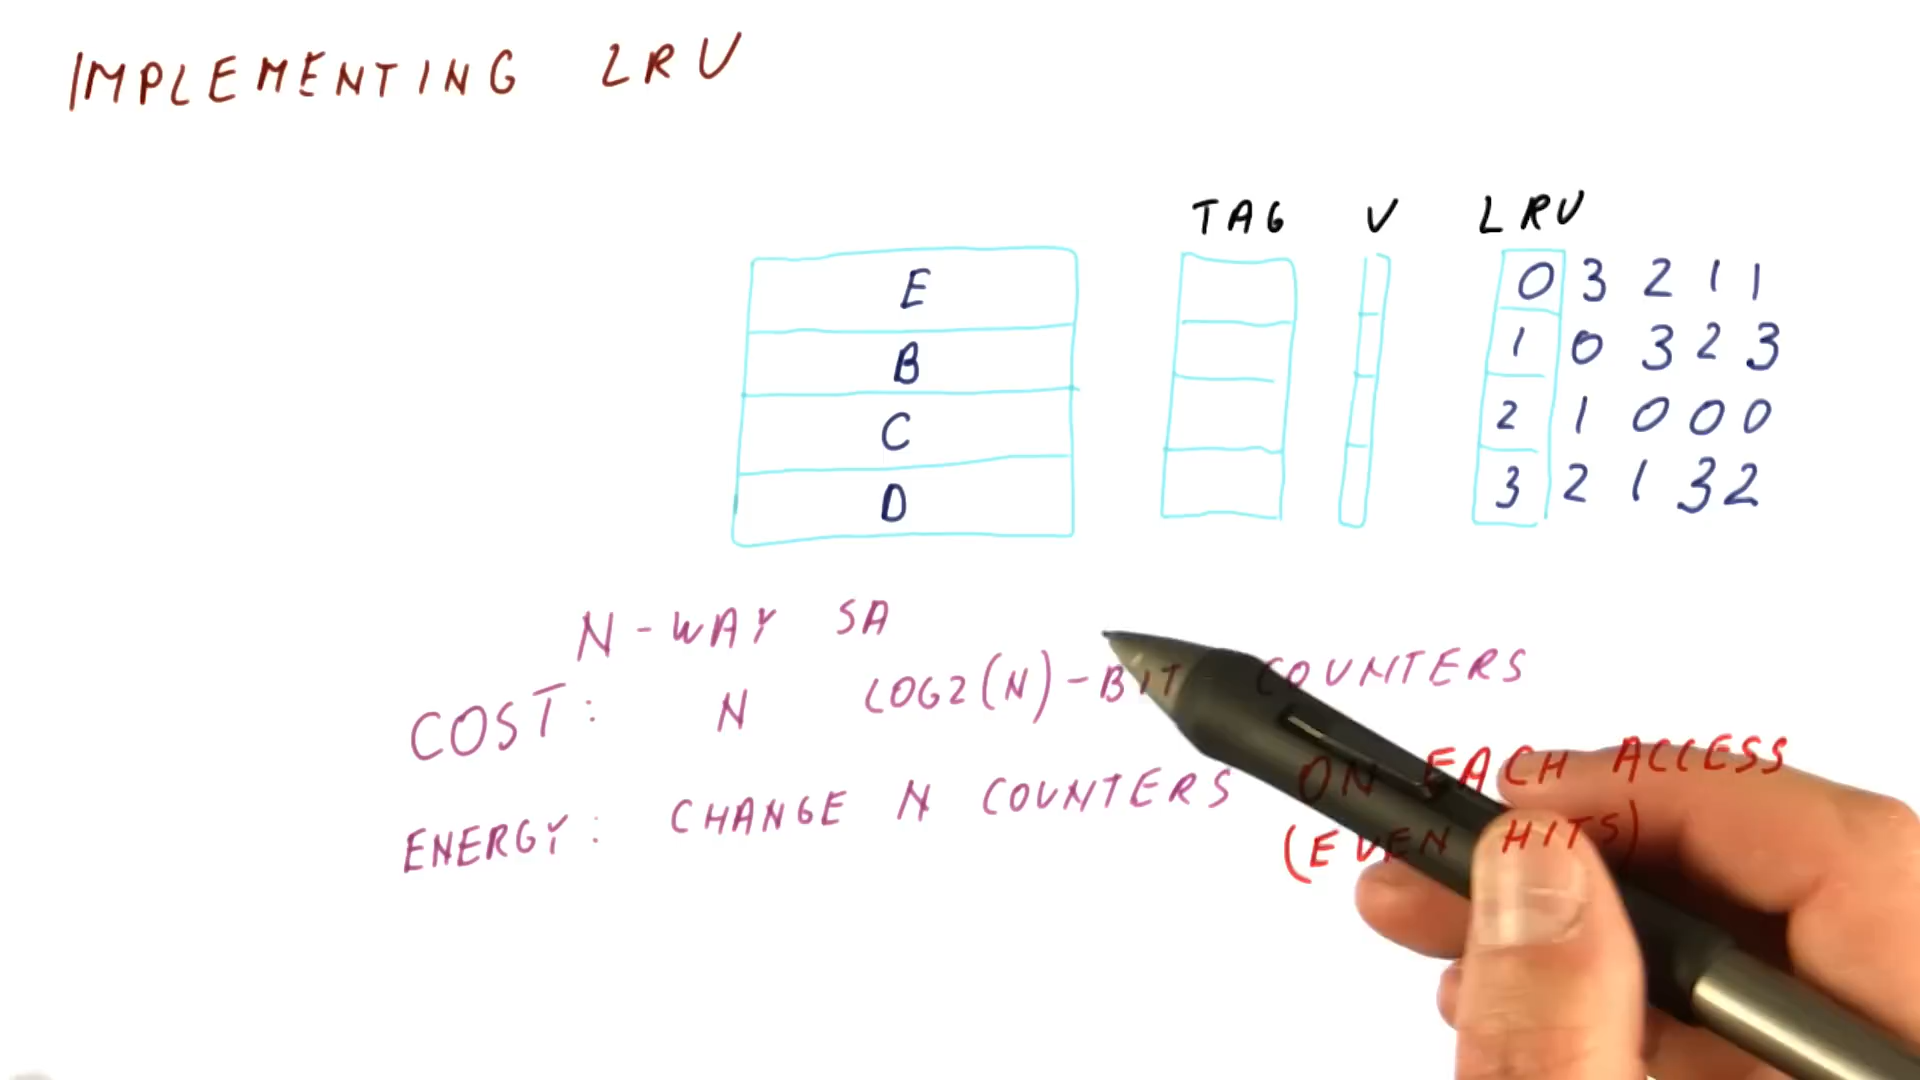 IMPLEMENTING LRU
TAG V LRU
E 0 3 2 1 1
B 1 0 3 2 3
C 2 1 0 0 0
D 3 2 1 3 2
N-WAY SA
COST: N LOG2(N)-BIT COUNTERS
ENERGY: CHANGE N COUNTERS ON EACH ACCESS
(EVEN HITS)